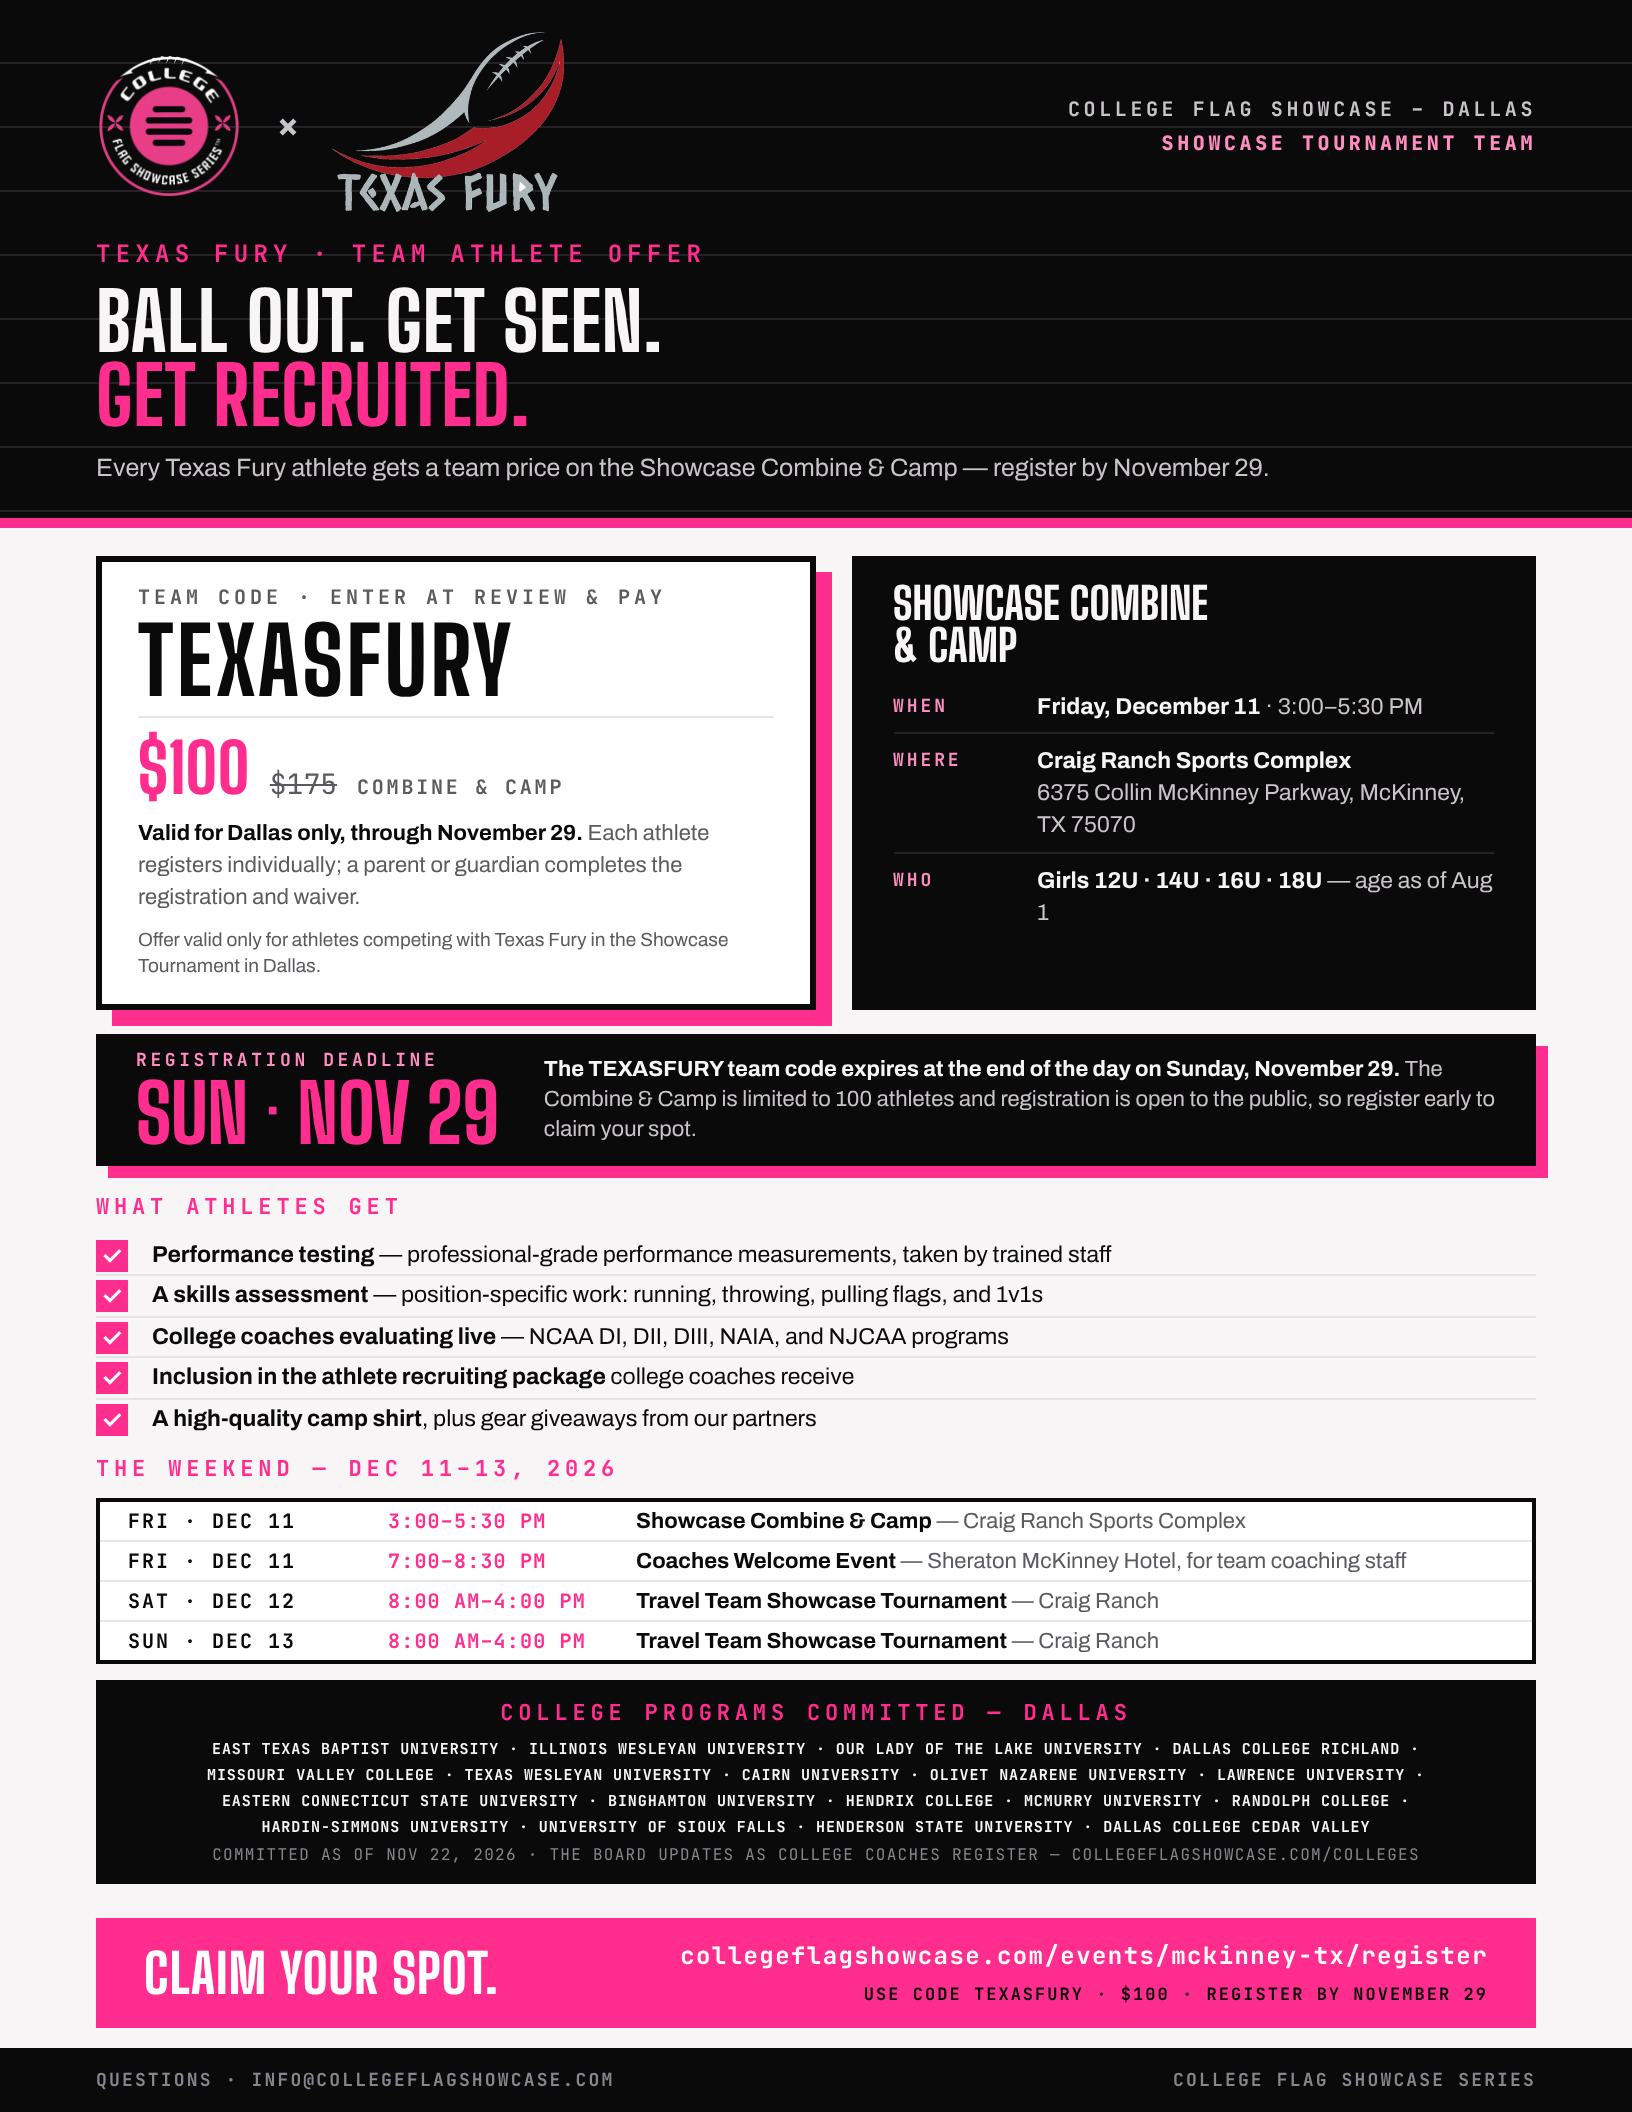 COLLEGE
FLAG SHOWCASE SERIES™
×
TEXAS FURY
COLLEGE FLAG SHOWCASE – DALLAS
SHOWCASE TOURNAMENT TEAM
TEXAS FURY · TEAM ATHLETE OFFER
BALL OUT. GET SEEN.
GET RECRUITED.
Every Texas Fury athlete gets a team price on the Showcase Combine & Camp — register by November 29.
TEAM CODE · ENTER AT REVIEW & PAY
TEXASFURY
$100 $175 COMBINE & CAMP
Valid for Dallas only, through November 29. Each athlete
registers individually; a parent or guardian completes the
registration and waiver.
Offer valid only for athletes competing with Texas Fury in the Showcase
Tournament in Dallas.
SHOWCASE COMBINE
& CAMP
WHEN Friday, December 11 · 3:00–5:30 PM
WHERE Craig Ranch Sports Complex
6375 Collin McKinney Parkway, McKinney,
TX 75070
WHO Girls 12U · 14U · 16U · 18U — age as of Aug
1
REGISTRATION DEADLINE
SUN · NOV 29
The TEXASFURY team code expires at the end of the day on Sunday, November 29. The
Combine & Camp is limited to 100 athletes and registration is open to the public, so register early to
claim your spot.
WHAT ATHLETES GET
Performance testing — professional-grade performance measurements, taken by trained staff
A skills assessment — position-specific work: running, throwing, pulling flags, and 1v1s
College coaches evaluating live — NCAA DI, DII, DIII, NAIA, and NJCAA programs
Inclusion in the athlete recruiting package college coaches receive
A high-quality camp shirt, plus gear giveaways from our partners
THE WEEKEND — DEC 11–13, 2026
FRI · DEC 11 3:00–5:30 PM Showcase Combine & Camp — Craig Ranch Sports Complex
FRI · DEC 11 7:00–8:30 PM Coaches Welcome Event — Sheraton McKinney Hotel, for team coaching staff
SAT · DEC 12 8:00 AM–4:00 PM Travel Team Showcase Tournament — Craig Ranch
SUN · DEC 13 8:00 AM–4:00 PM Travel Team Showcase Tournament — Craig Ranch
COLLEGE PROGRAMS COMMITTED — DALLAS
EAST TEXAS BAPTIST UNIVERSITY · ILLINOIS WESLEYAN UNIVERSITY · OUR LADY OF THE LAKE UNIVERSITY · DALLAS COLLEGE RICHLAND ·
MISSOURI VALLEY COLLEGE · TEXAS WESLEYAN UNIVERSITY · CAIRN UNIVERSITY · OLIVET NAZARENE UNIVERSITY · LAWRENCE UNIVERSITY ·
EASTERN CONNECTICUT STATE UNIVERSITY · BINGHAMTON UNIVERSITY · HENDRIX COLLEGE · MCMURRY UNIVERSITY · RANDOLPH COLLEGE ·
HARDIN-SIMMONS UNIVERSITY · UNIVERSITY OF SIOUX FALLS · HENDERSON STATE UNIVERSITY · DALLAS COLLEGE CEDAR VALLEY
COMMITTED AS OF NOV 22, 2026 · THE BOARD UPDATES AS COLLEGE COACHES REGISTER — COLLEGEFLAGSHOWCASE.COM/COLLEGES
CLAIM YOUR SPOT.
collegeflagshowcase.com/events/mckinney-tx/register
USE CODE TEXASFURY · $100 · REGISTER BY NOVEMBER 29
QUESTIONS · INFO@COLLEGEFLAGSHOWCASE.COM
COLLEGE FLAG SHOWCASE SERIES